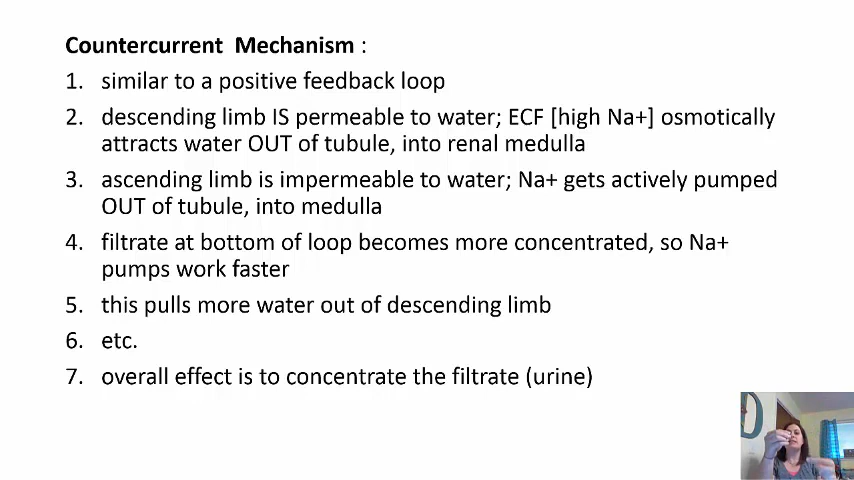 Countercurrent Mechanism :
1. similar to a positive feedback loop
2. descending limb IS permeable to water; ECF [high Na+] osmotically
attracts water OUT of tubule, into renal medulla
3. ascending limb is impermeable to water; Na+ gets actively pumped
OUT of tubule, into medulla
4. filtrate at bottom of loop becomes more concentrated, so Na+
pumps work faster
5. this pulls more water out of descending limb
6. etc.
7. overall effect is to concentrate the filtrate (urine)
D